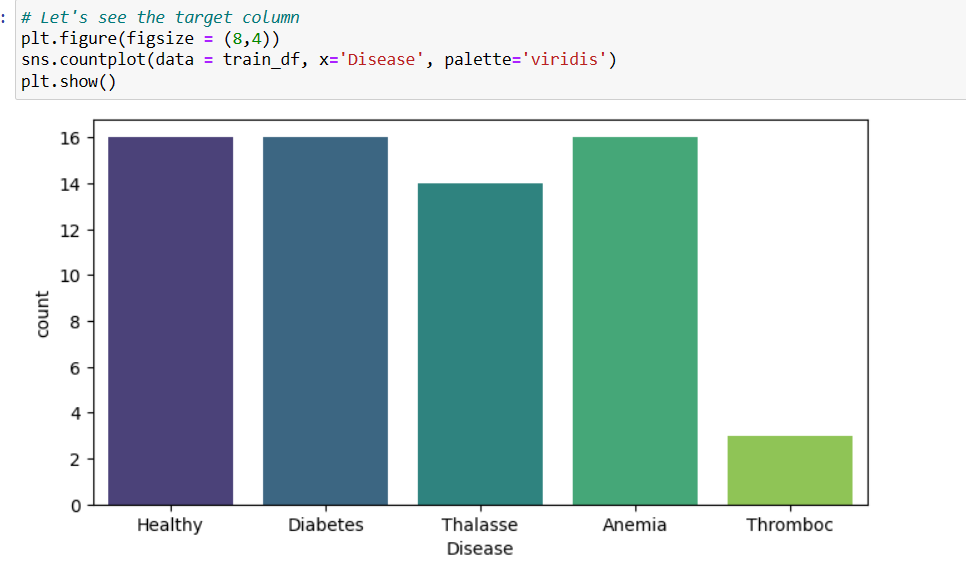 : # Let's see the target column
plt.figure(figsize = (8,4))
sns.countplot(data = train_df, x='Disease', palette='viridis')
plt.show()
16
14
12
10
8
6
4
2
0
count
Healthy Diabetes Thalasse Anemia Thromboc
Disease